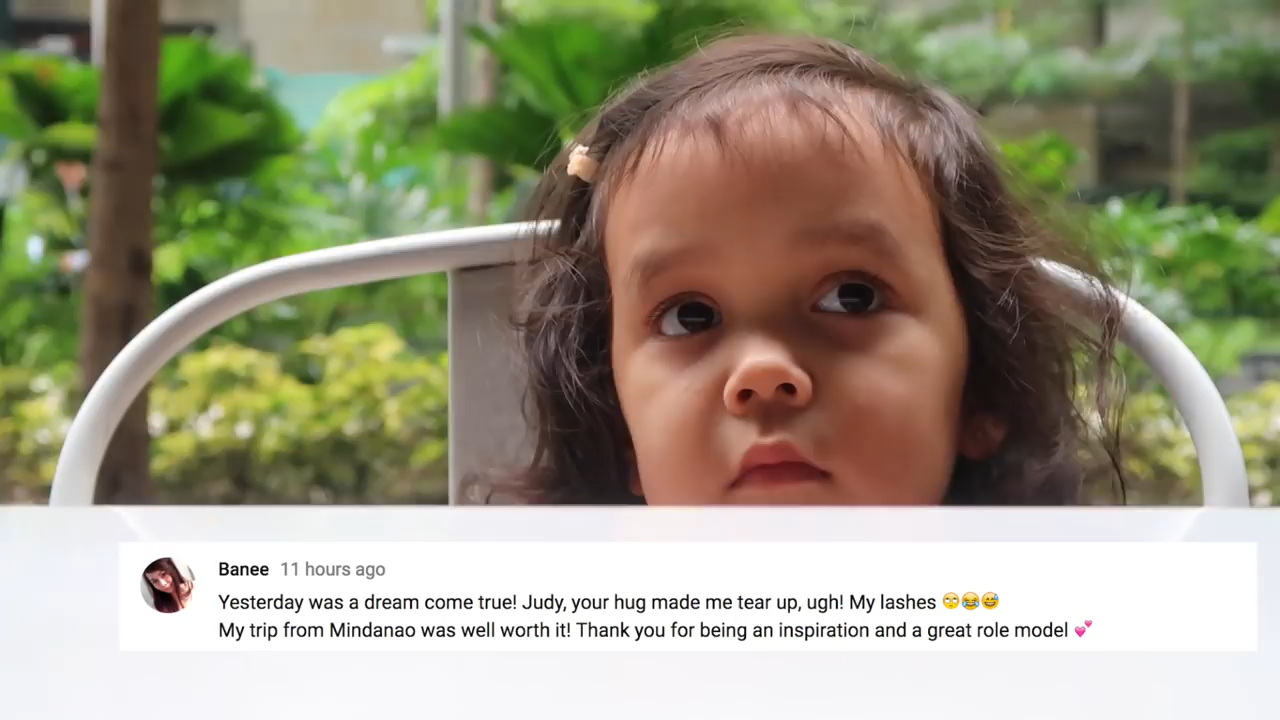 Banee 11 hours ago
Yesterday was a dream come true! Judy, your hug made me tear up, ugh! My lashes 🙄😂😅
My trip from Mindanao was well worth it! Thank you for being an inspiration and a great role model 💕